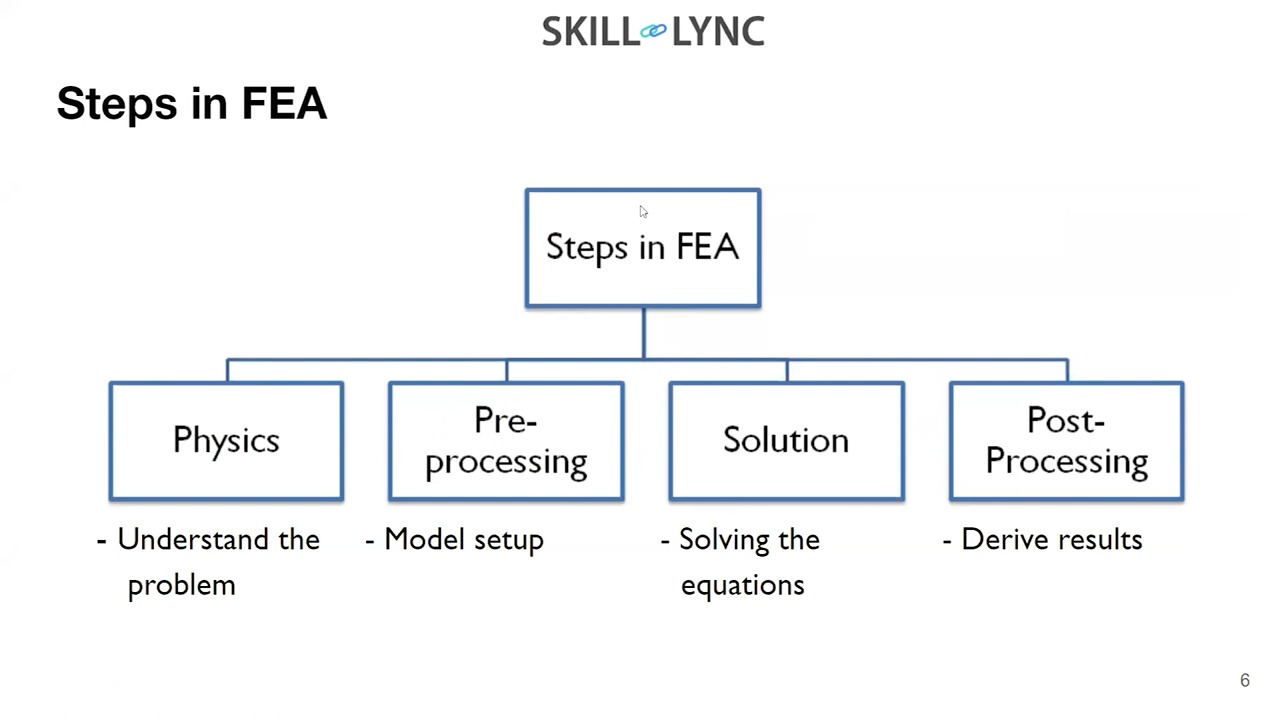 SKILL LYNC
Steps in FEA
Steps in FEA
Physics
Pre-
processing
Solution
Post-
Processing
- Understand the
problem
- Model setup
- Solving the
equations
- Derive results
6